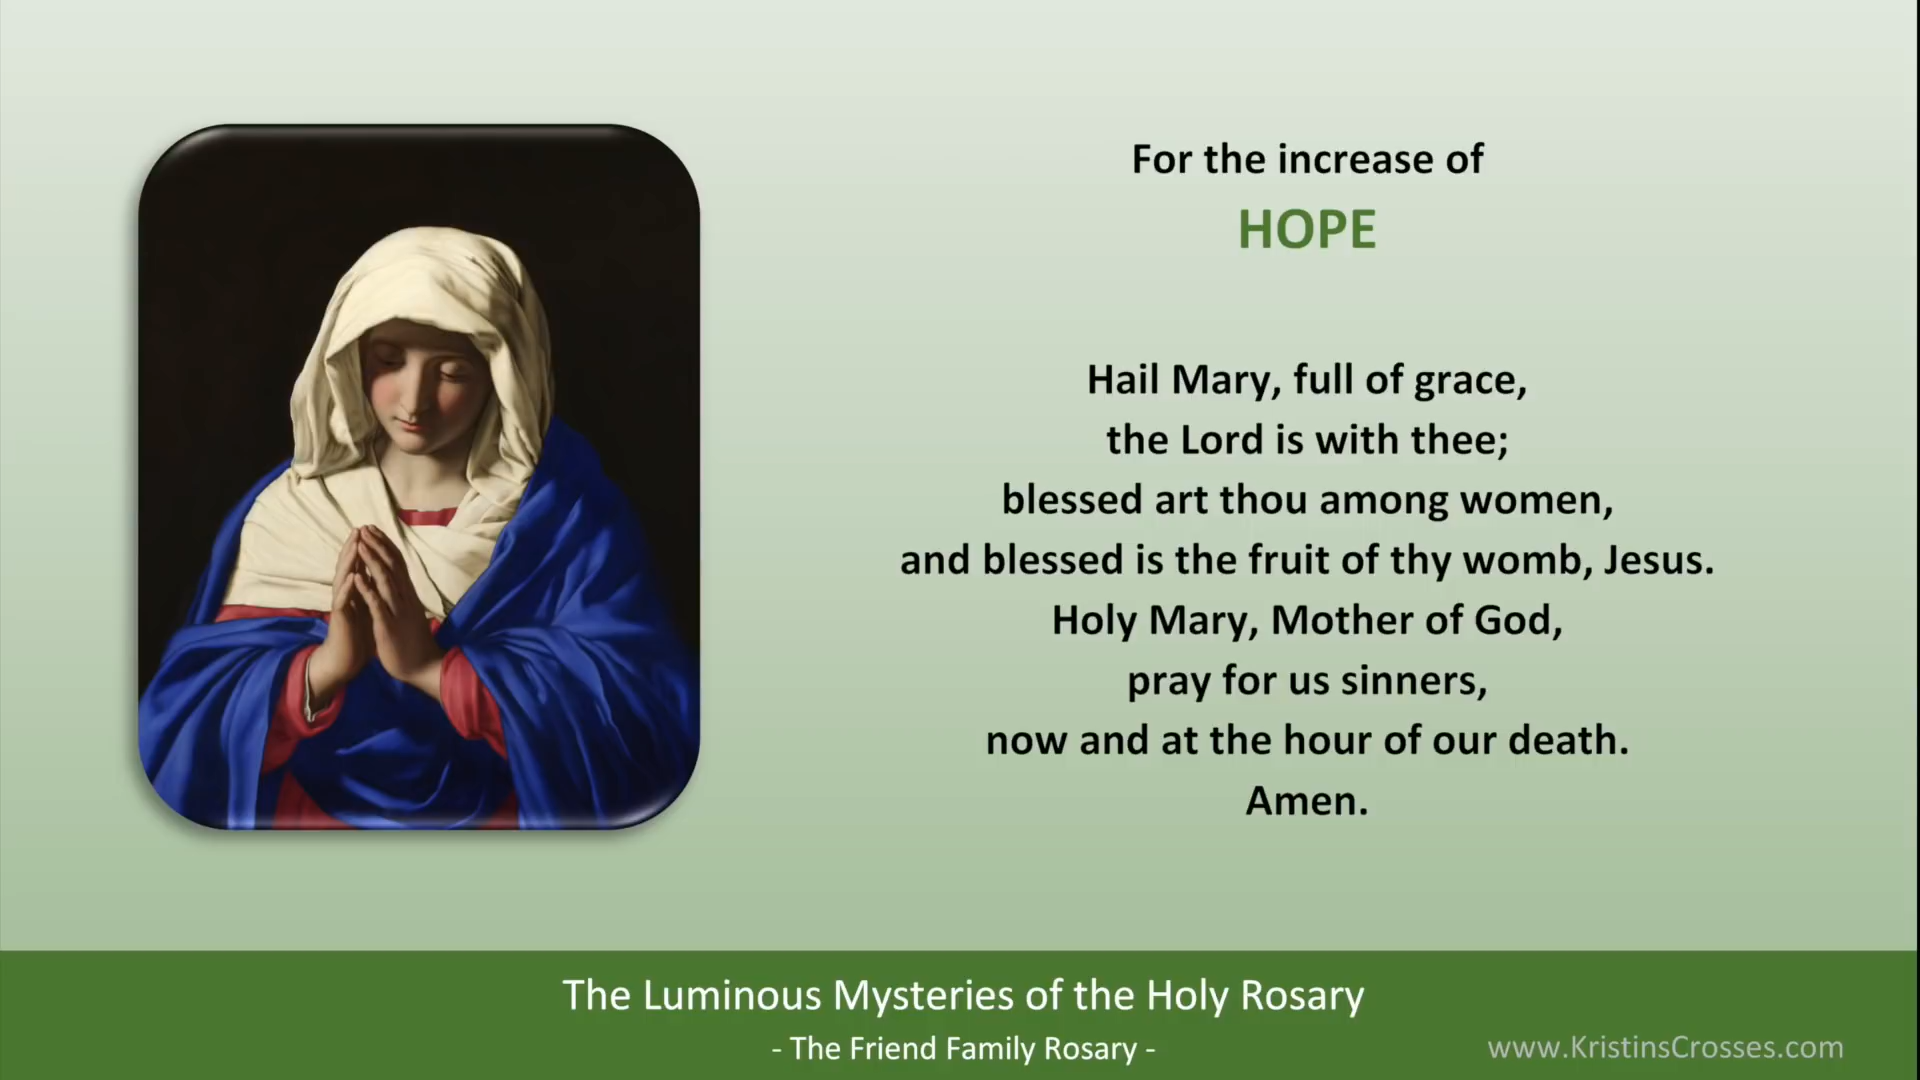 For the increase of
HOPE
Hail Mary, full of grace,
the Lord is with thee;
blessed art thou among women,
and blessed is the fruit of thy womb, Jesus.
Holy Mary, Mother of God,
pray for us sinners,
now and at the hour of our death.
Amen.
The Luminous Mysteries of the Holy Rosary
- The Friend Family Rosary -
www.KristinsCrosses.com